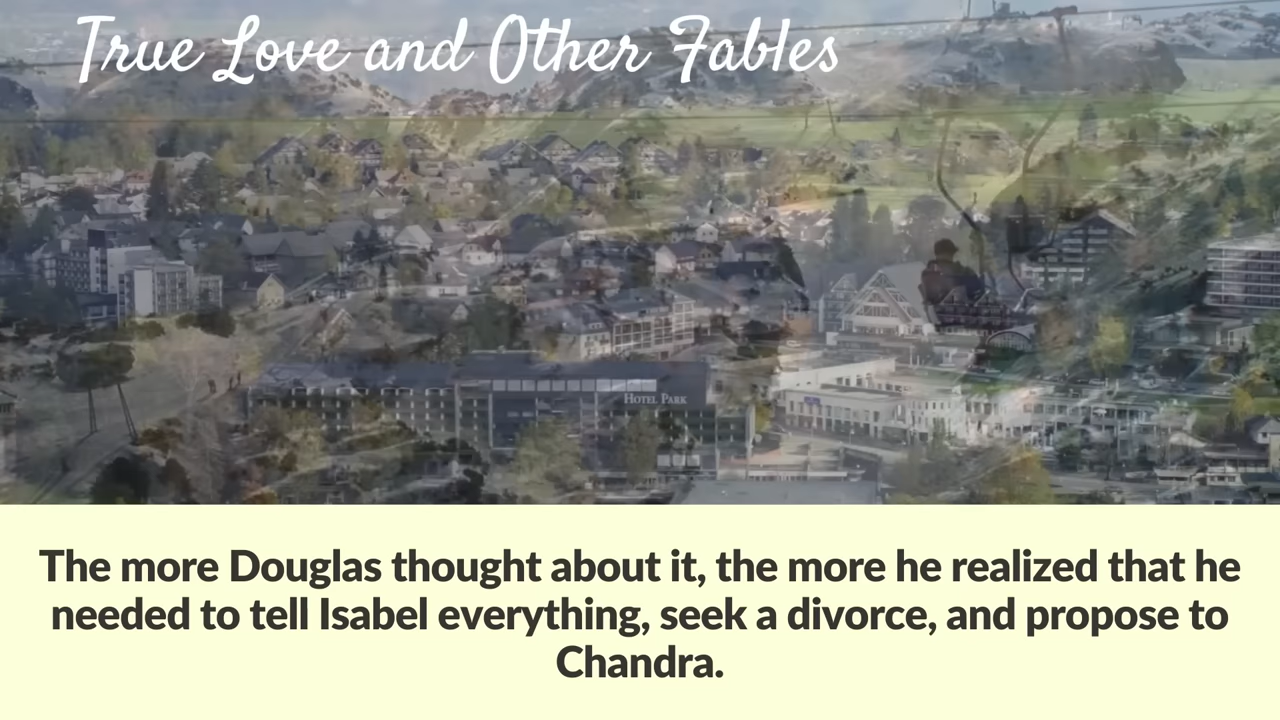 True Love and Other Fables
HOTEL PARK
The more Douglas thought about it, the more he realized that he
needed to tell Isabel everything, seek a divorce, and propose to
Chandra.